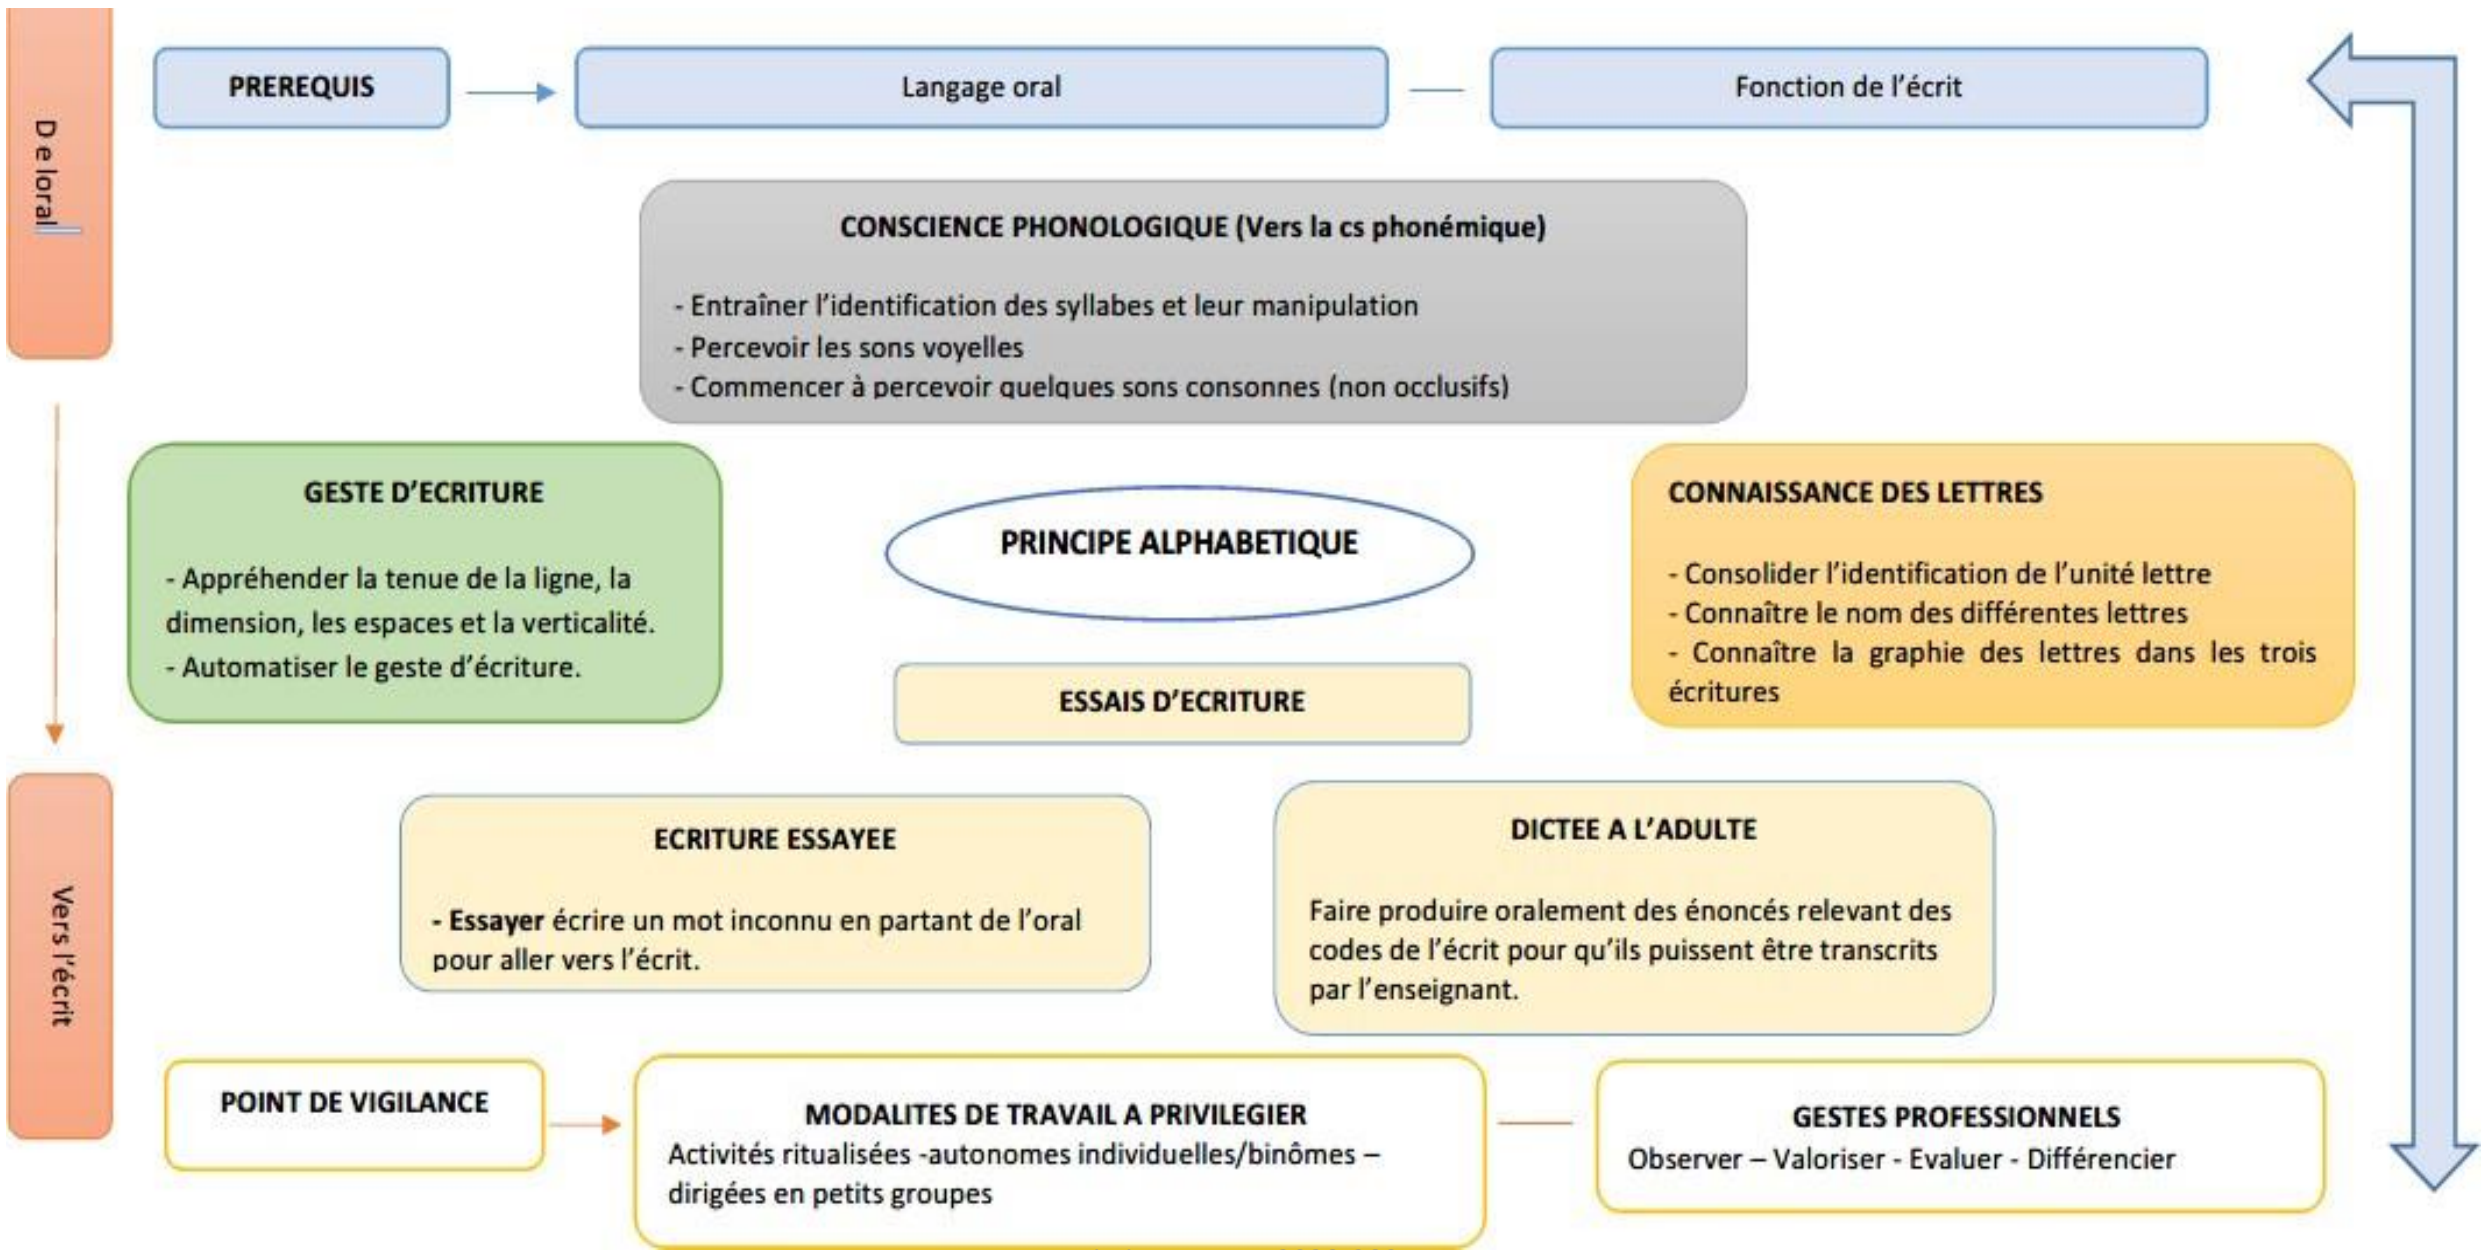 De loral
PREREQUIS
Langage oral
Fonction de l'écrit
CONSCIENCE PHONOLOGIQUE (Vers la cs phonémique)
- Entraîner l'identification des syllabes et leur manipulation
- Percevoir les sons voyelles
- Commencer à percevoir quelques sons consonnes (non occlusifs)
GESTE D'ECRITURE
- Appréhender la tenue de la ligne, la
dimension, les espaces et la verticalité.
- Automatiser le geste d'écriture.
PRINCIPE ALPHABETIQUE
ESSAIS D'ECRITURE
CONNAISSANCE DES LETTRES
- Consolider l'identification de l'unité lettre
- Connaître le nom des différentes lettres
- Connaître la graphie des lettres dans les trois
écritures
Vers l'écrit
ECRITURE ESSAYEE
- Essayer écrire un mot inconnu en partant de l'oral
pour aller vers l'écrit.
DICTEE A L'ADULTE
Faire produire oralement des énoncés relevant des
codes de l'écrit pour qu'ils puissent être transcrits
par l'enseignant.
POINT DE VIGILANCE
MODALITES DE TRAVAIL A PRIVILEGIER
Activités ritualisées -autonomes individuelles/binômes –
dirigées en petits groupes
GESTES PROFESSIONNELS
Observer – Valoriser - Evaluer - Différencier